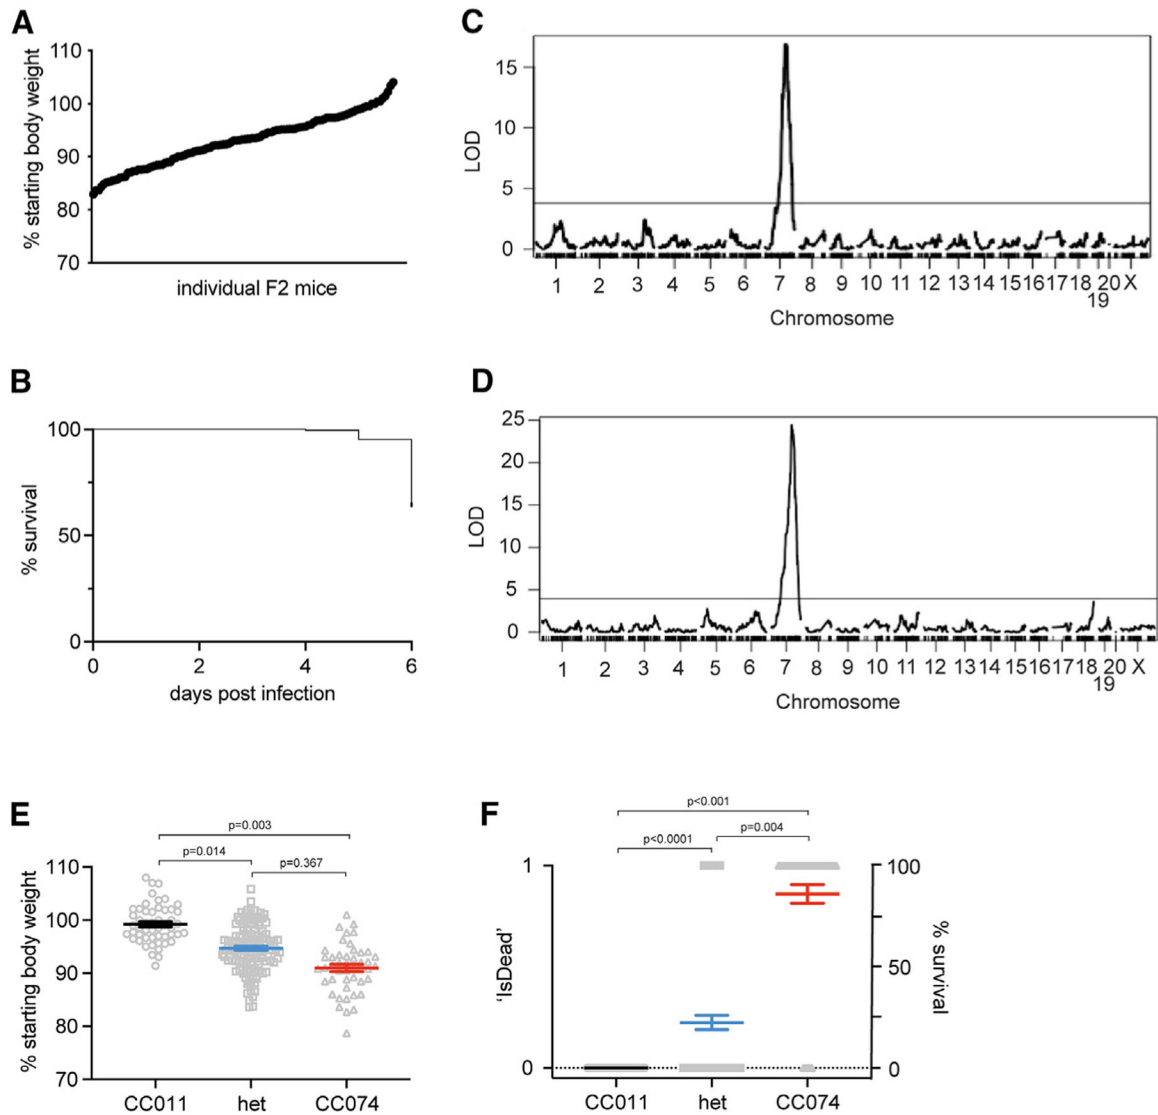 A
% starting body weight
110
100
90
80
70
individual F2 mice
C
LOD
15
10
5
0
1 2 3 4 5 6 7 8 9 10 11 12 13 14 15 16 17 18 19 20 X
Chromosome
B
% survival
100
50
0
0 2 4 6
days post infection
D
LOD
25
20
15
10
5
0
1 2 3 4 5 6 7 8 9 10 11 12 13 14 15 16 17 18 19 20 X
Chromosome
E
p=0.003
p=0.014
p=0.367
% starting body weight
110
100
90
80
70
CC011 het CC074
F
p<0.001
p<0.0001
p=0.004
'IsDead'
1
0
100
50
0
% survival
CC011 het CC074